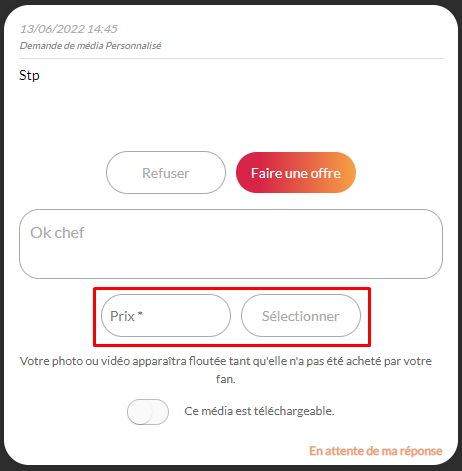 13/06/2022 14:45
Demande de média Personnalisé
Stp
Refuser
Faire une offre
Ok chef
Prix *
Sélectionner
Votre photo ou vidéo apparaîtra floutée tant qu'elle n'a pas été acheté par votre
fan.
Ce média est téléchargeable.
En attente de ma réponse